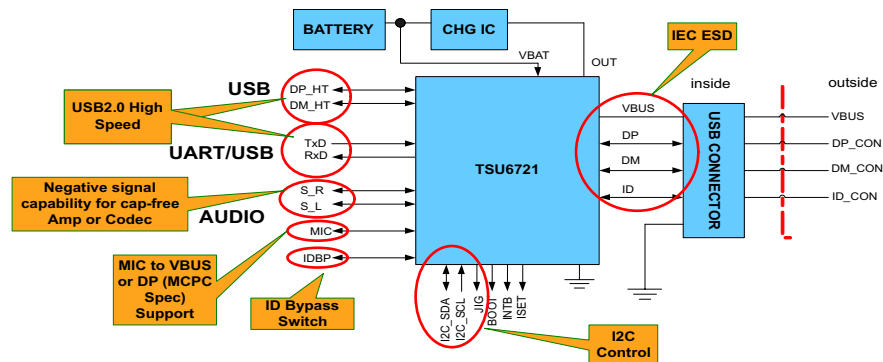 BATTERY
CHG IC
IEC ESD
VBAT
OUT
inside
outside
USB2.0 High
Speed
USB
DP_HT
DM_HT
TxD
RxD
UART/USB
Negative signal
capability for cap-free
Amp or Codec
S_R
S_L
AUDIO
MIC
IDBP
MIC to VBUS
or DP (MCPC
Spec)
Support
ID Bypass
Switch
TSU6721
VBUS
DP
DM
ID
USB CONNECTOR
VBUS
DP_CON
DM_CON
ID_CON
I2C_SDA
I2C_SCL
JIG
BOOT
INTB
ISET
I2C
Control